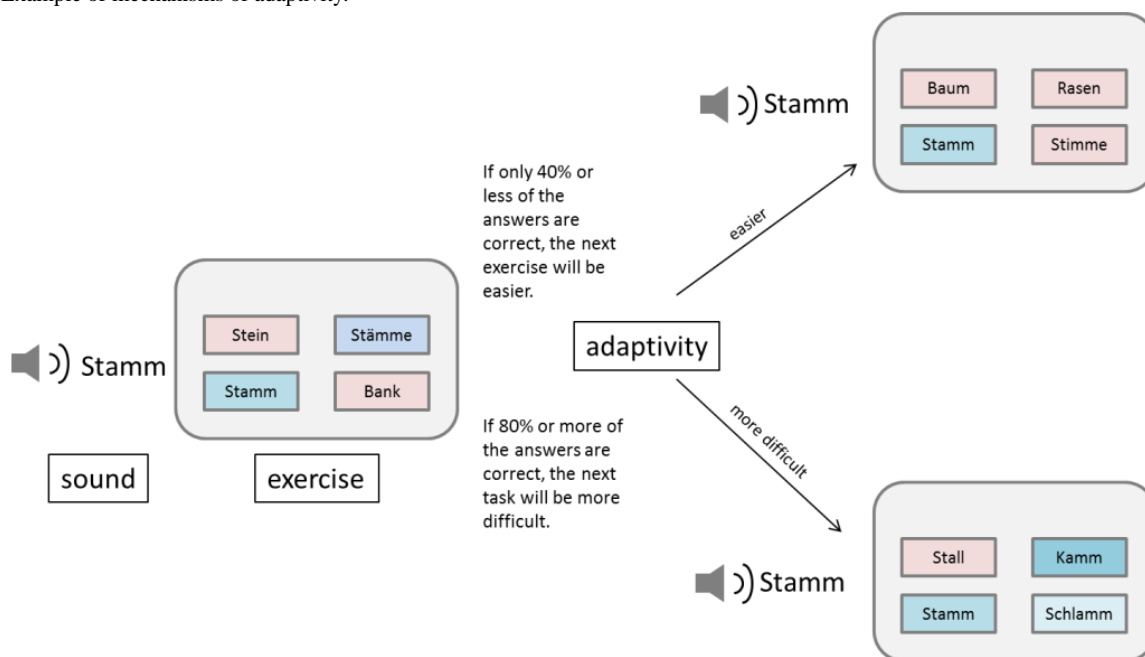 Example of mechanisms of adaptivity.
Stamm
Baum
Rasen
Stamm
Stimme
If only 40% or
less of the
answers are
correct, the next
exercise will be
easier.
easier
Stamm
Stein
Stämme
Stamm
Bank
adaptivity
sound
exercise
If 80% or more of
the answers are
correct, the next
task will be more
difficult.
more difficult
Stamm
Stall
Kamm
Stamm
Schlamm